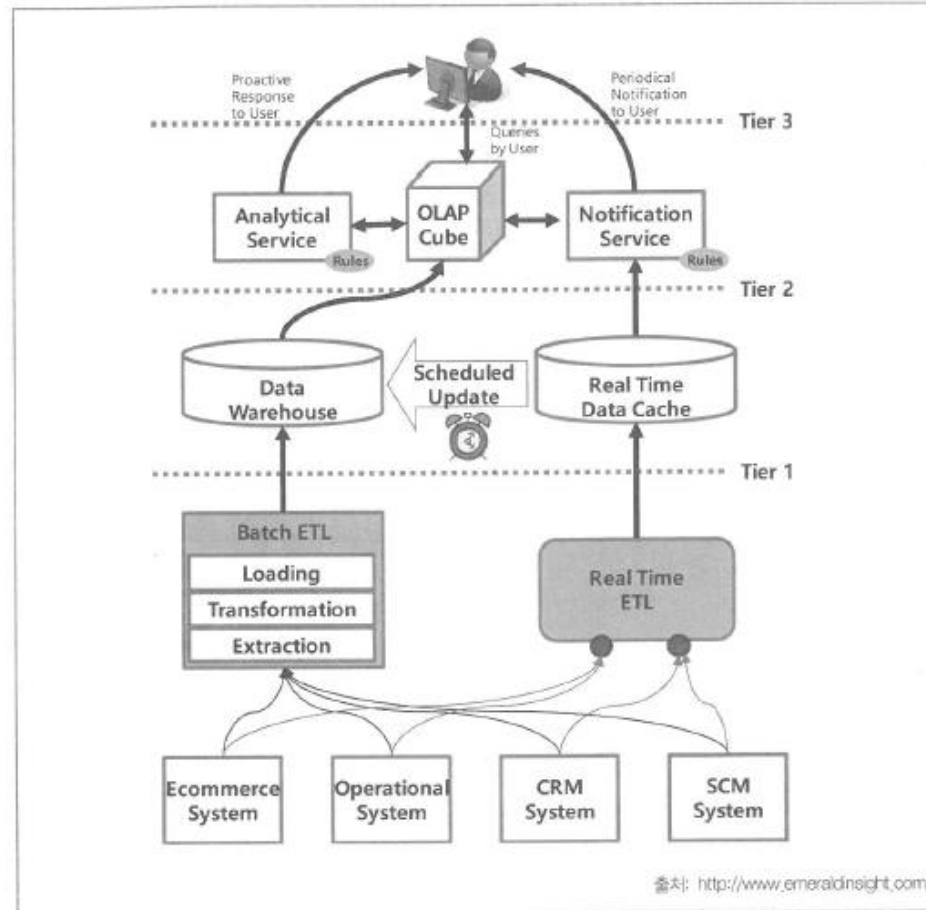 Proactive
Response
to User
Periodical
Notification
to User
Tier 3
Queries
by User
Analytical
Service
Rules
OLAP
Cube
Notification
Service
Rules
Tier 2
Data
Warehouse
Scheduled
Update
Real Time
Data Cache
Tier 1
Batch ETL
Loading
Transformation
Extraction
Real Time
ETL
Ecommerce
System
Operational
System
CRM
System
SCM
System
출처: http://www.emeraldinsight.com